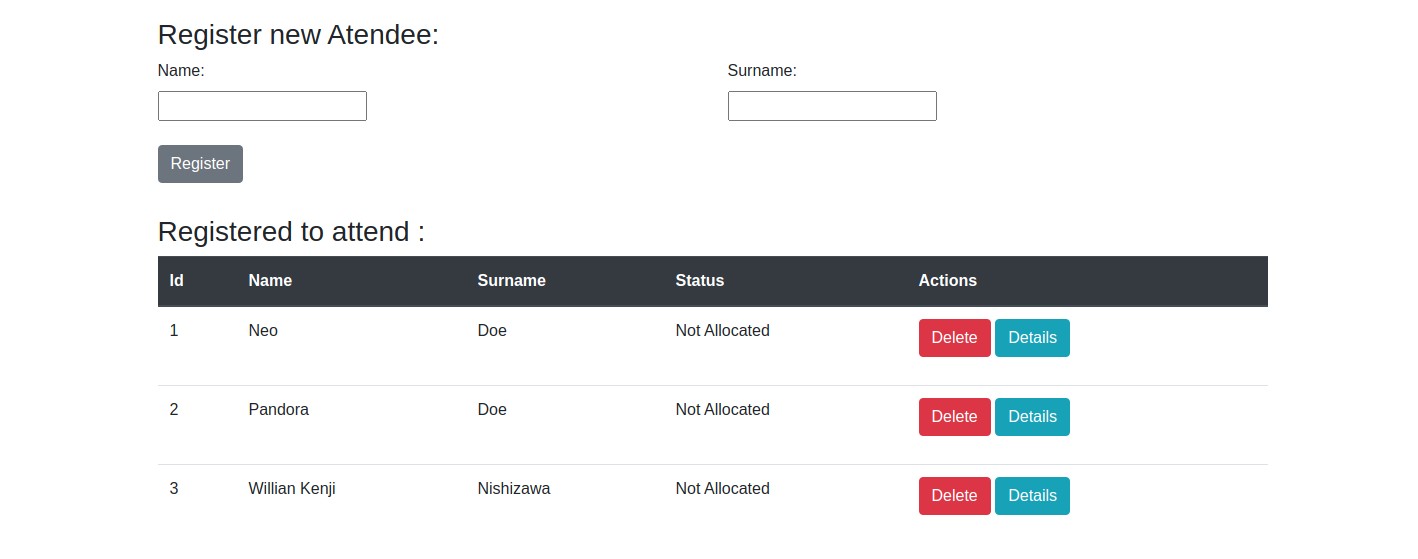 Register new Atendee:
Name: Surname:
Register
Registered to attend :
Id Name Surname Status Actions
1 Neo Doe Not Allocated Delete Details
2 Pandora Doe Not Allocated Delete Details
3 Willian Kenji Nishizawa Not Allocated Delete Details